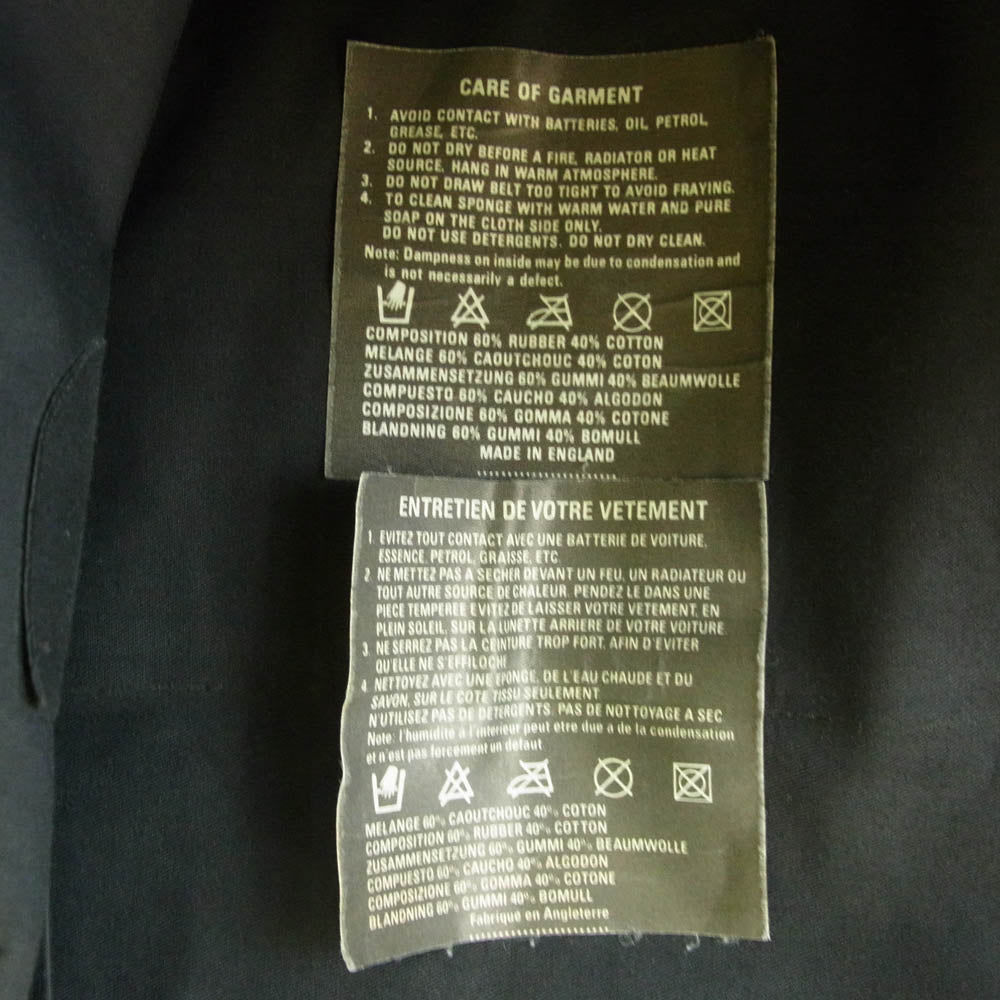 CARE OF GARMENT
1. AVOID CONTACT WITH BATTERIES, OIL, PETROL,
GREASE, ETC.
2. DO NOT DRY BEFORE A FIRE, RADIATOR OR HEAT
SOURCE, HANG IN WARM ATMOSPHERE.
3. DO NOT DRAW BELT TOO TIGHT TO AVOID FRAYING.
4. TO CLEAN SPONGE WITH WARM WATER AND PURE
SOAP ON THE CLOTH SIDE ONLY.
DO NOT USE DETERGENTS. DO NOT DRY CLEAN.
Note: Dampness on inside may be due to condensation and
is not necessarily a defect.
COMPOSITION 60% RUBBER 40% COTTON
MELANGE 60% CAOUTCHOUC 40% COTON
ZUSAMMENSETZUNG 60% GUMMI 40% BEAUMWOLLE
COMPUESTO 60% CAUCHO 40% ALGODON
COMPOSIZIONE 60% GOMMA 40% COTONE
BLANDNING 60% GUMMI 40% BOMULL
MADE IN ENGLAND
ENTRETIEN DE VOTRE VETEMENT
1. EVITEZ TOUT CONTACT AVEC UNE BATTERIE DE VOITURE,
ESSENCE, PETROL, GRAISSE, ETC
2. NE METTEZ PAS A SECHER DEVANT UN FEU, UN RADIATEUR OU
TOUT AUTRE SOURCE DE CHALEUR. PENDEZ LE DANS UNE
PIECE TEMPEREE EVITEZ DE LAISSER VOTRE VETEMENT, EN
PLEIN SOLEIL, SUR LA LUNETTE ARRIERE DE VOTRE VOITURE
3. NE SERREZ PAS LA CEINTURE TROP FORT, AFIN D'EVITER
QU'ELLE NE S'EFFILOCHE
4. NETTOYEZ AVEC UNE EPONGE, DE L'EAU CHAUDE ET DU
SAVON, SUR LE COTE TISSU SEULEMENT
N'UTILISEZ PAS DE DETERGENTS. PAS DE NOTTOYAGE A SEC
Note: l'humidite a l'interieur peut etre due a de la condensation
et n'est pas forcement un defaut
MELANGE 60% CAOUTCHOUC 40% COTON
COMPOSITION 60% RUBBER 40% COTTON
ZUSAMMENSETZUNG 60% GUMMI 40% BEAUMWOLLE
COMPUESTO 60% CAUCHO 40% ALGODON
COMPOSIZIONE 60% GOMMA 40% COTONE
BLANDNING 60% GUMMI 40% BOMULL
Fabrique en Angleterre